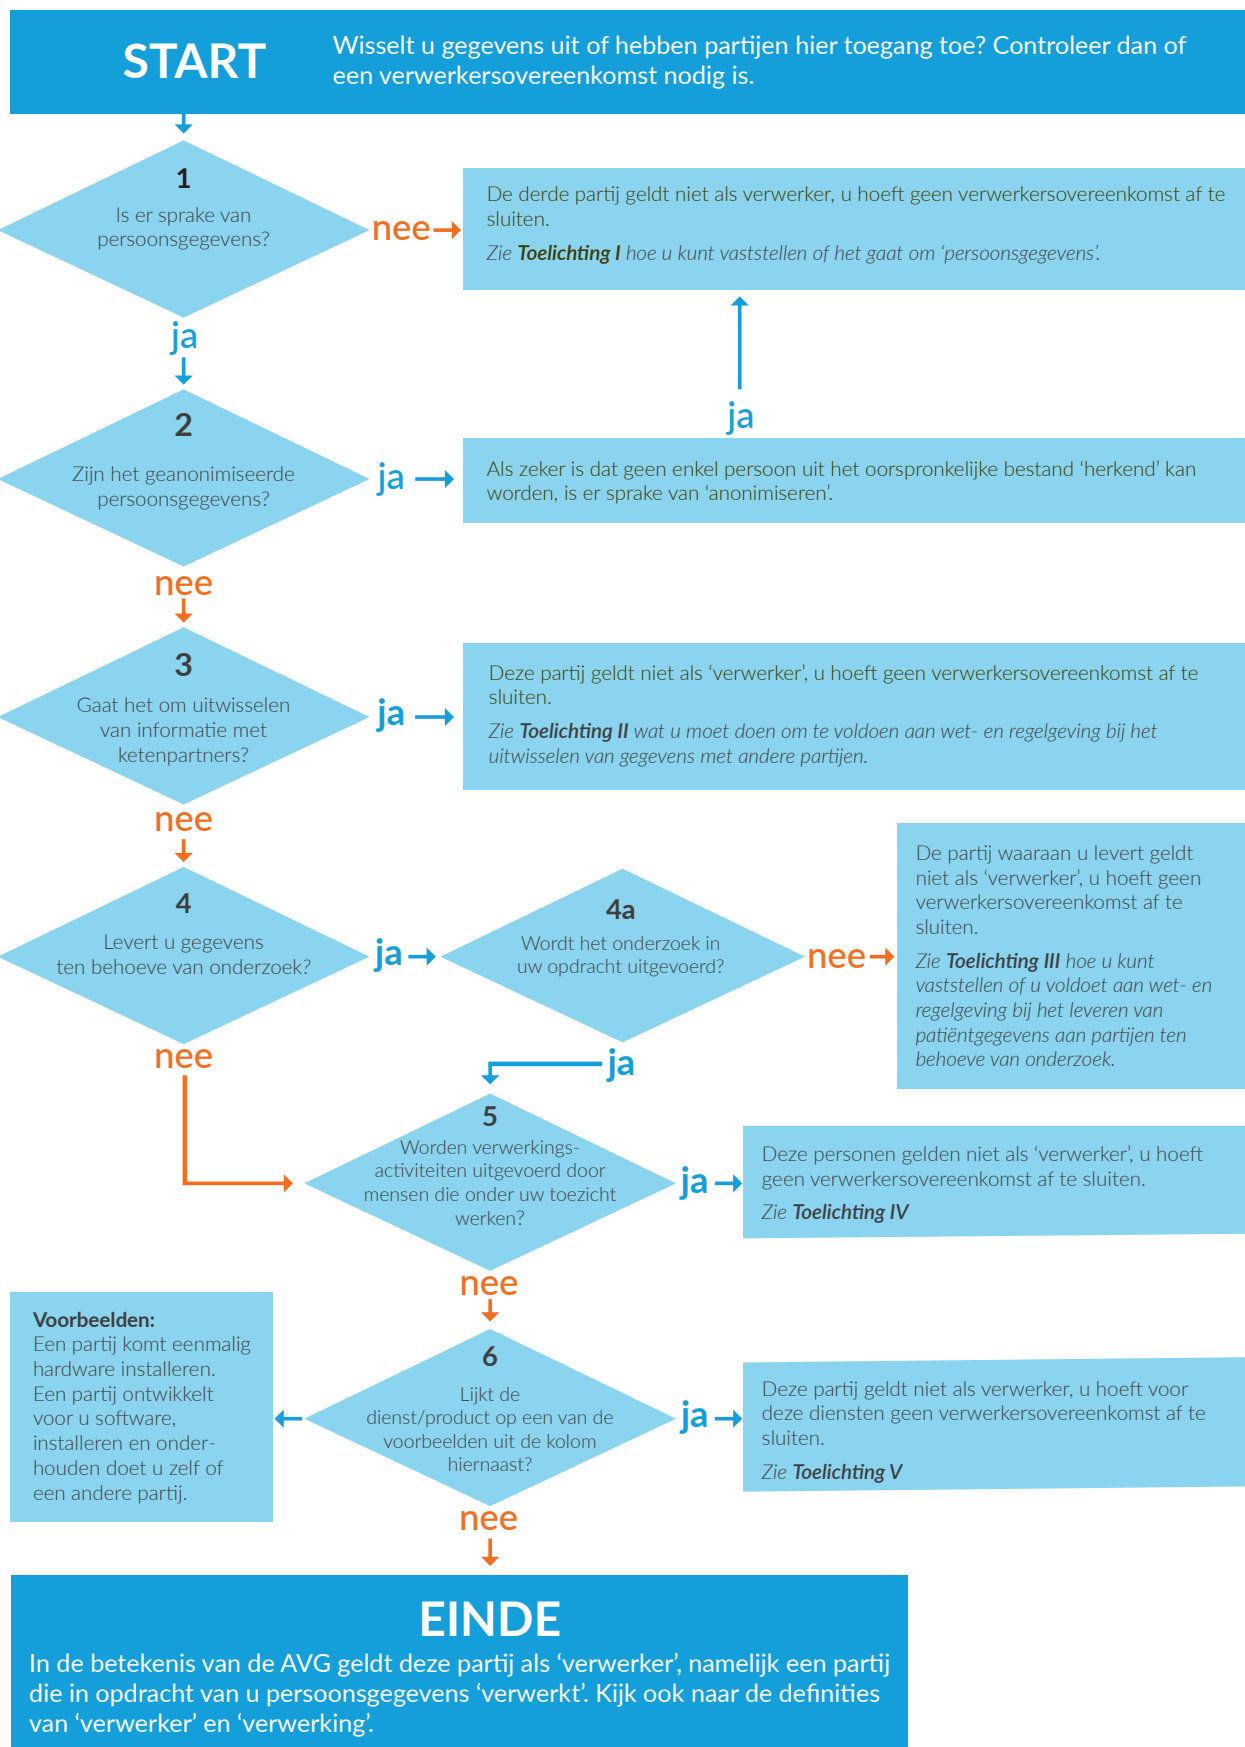 START
Wisselt u gegevens uit of hebben partijen hier toegang toe? Controleer dan of
een verwerkersovereenkomst nodig is.
1
Is er sprake van
persoonsgegevens?
nee
De derde partij geldt niet als verwerker, u hoeft geen verwerkersovereenkomst af te
sluiten.
Zie Toelichting I hoe u kunt vaststellen of het gaat om ‘persoonsgegevens’.
ja
ja
2
Zijn het geanonimiseerde
persoonsgegevens?
ja
Als zeker is dat geen enkel persoon uit het oorspronkelijke bestand ‘herkend’ kan
worden, is er sprake van ‘anonimiseren’.
nee
3
Gaat het om uitwisselen
van informatie met
ketenpartners?
ja
Deze partij geldt niet als ‘verwerker’, u hoeft geen verwerkersovereenkomst af te
sluiten.
Zie Toelichting II wat u moet doen om te voldoen aan wet- en regelgeving bij het
uitwisselen van gegevens met andere partijen.
nee
4
Levert u gegevens
ten behoeve van onderzoek?
ja
4a
Wordt het onderzoek in
uw opdracht uitgevoerd?
nee
De partij waaraan u levert geldt
niet als ‘verwerker’, u hoeft geen
verwerkersovereenkomst af te
sluiten.
Zie Toelichting III hoe u kunt
vaststellen of u voldoet aan wet- en
regelgeving bij het leveren van
patiëntgegevens aan partijen ten
behoeve van onderzoek.
nee
ja
5
Worden verwerkings-
activiteiten uitgevoerd door
mensen die onder uw toezicht
werken?
ja
Deze personen gelden niet als ‘verwerker’, u hoeft
geen verwerkersovereenkomst af te sluiten.
Zie Toelichting IV
nee
Voorbeelden:
Een partij komt eenmalig
hardware installeren.
Een partij ontwikkelt
voor u software,
installeren en onder-
houden doet u zelf of
een andere partij.
6
Lijkt de
dienst/product op een van de
voorbeelden uit de kolom
hiernaast?
ja
Deze partij geldt niet als verwerker, u hoeft voor
deze diensten geen verwerkersovereenkomst af te
sluiten.
Zie Toelichting V
nee
EINDE
In de betekenis van de AVG geldt deze partij als ‘verwerker’, namelijk een partij
die in opdracht van u persoonsgegevens ‘verwerkt’. Kijk ook naar de definities
van ‘verwerker’ en ‘verwerking’.